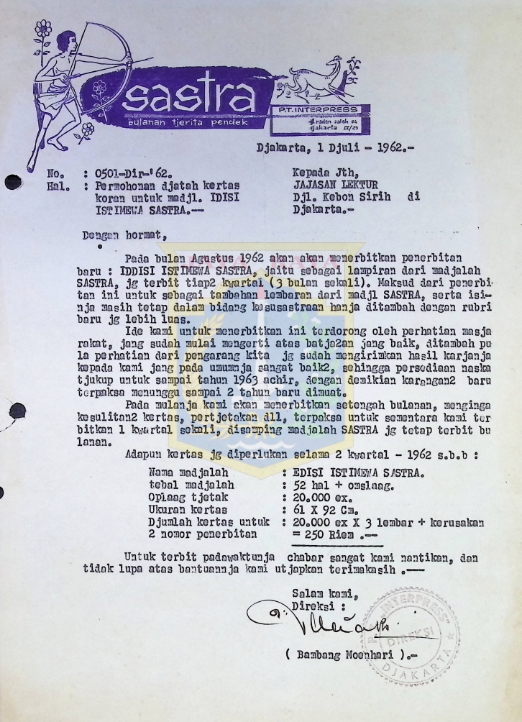 sastra
bulanan tjerita pendek
P.T. INTERPRESS
djakarta
Djakarta, 1 Djuli - 1962.-
No. : 0501-Dir-'62.
Hal. : Permohonan djatah kertas
koran untuk madjl. IDISI
ISTIMEWA SASTRA.--
Kepada Jth,
JAJASAN LEKTUR
Djl. Kebon Sirih di
Djakarta.-
Dengan hormat,
Pada bulan Agustus 1962 akan akan menerbitkan penerbitan
baru : IDDISI ISTIMEWA SASTRA, jaitu sebagai lampiran dari madjalah
SASTRA, jg terbit tiap2 kwartal (3 bulan sekali). Maksud dari penerbi-
tan ini untuk sebagai tambahan lembaran dari madjl SASTRA, serta isi-
nja masih tetap dalam bidang kesusastraan hanja ditambah dengan rubri
baru jg lebih luas.
Ide kami untuk menerbitkan ini terdorong oleh perhatian masja
rakat, jang sudah mulai mengerti atas batja2an jang baik, ditambah pu
la perhatian dari pengarang kita jg sudah mengirimkan hasil karjanja
kepada kami jang pada umumnja sangat baik2, sehingga persediaan naska
tjukup untuk sampai tahun 1963 achir, dengan demikian karangan2 baru
terpaksa menunggu sampai 2 tahun baru dimuat.
Pada mulanja kami akan menerbitkan setengah bulanan, menginga
kesulitan2 kertas, pertjetakan dll, terpaksa untuk sementara kami ter
bitkan 1 kwartal sekali, disamping madjalah SASTRA jg tetap terbit bu
lanan.
Adapun kertas jg diperlukan selama 2 kwartal - 1962 s.b.b :
Nama madjalah : EDISI ISTIMEWA SASTRA.
tebal madjalah : 52 hal + omslaag.
Oplaag tjetak : 20.000 ex.
Ukuran kertas : 61 X 92 Cm.
Djumlah kertas untuk : 20.000 ex X 3 lembar + kerusakan
2 nomor penerbitan = 250 Riem .--
Untuk terbit padawaktunja chabar sangat kami nantikan, dan
tidak lupa atas bantuannja kami utjapkan terimakasih .--
Salam kami,
Direksi :
INTERPRESS
DIREKSI
DJAKARTA
( Bambang Moenhari ).-